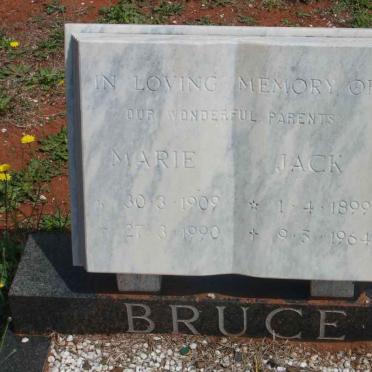 IN LOVING MEMORY OF
OUR WONDERFUL PARENTS
MARIE JACK
* 30·3·1909 * 1·4·1899
+ 27·3·1990 + 9·5·1964
BRUCE